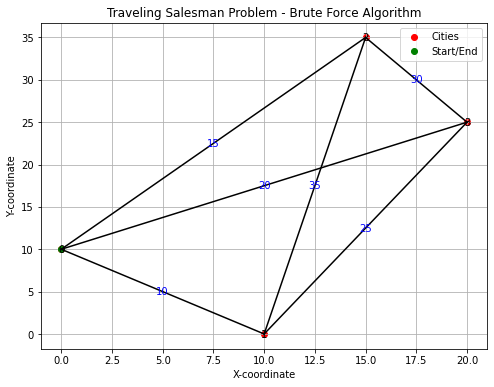 Traveling Salesman Problem - Brute Force Algorithm
Cities
Start/End
35
30
25
20
15
10
5
0
Y-coordinate
30
15
20
35
25
10
0.0 2.5 5.0 7.5 10.0 12.5 15.0 17.5 20.0
X-coordinate